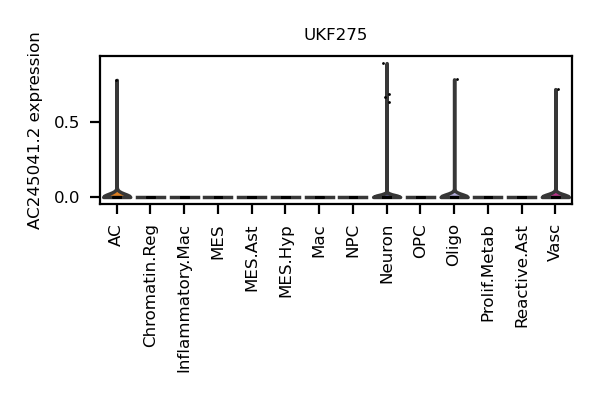 UKF275
AC245041.2 expression
0.5
0.0
AC
Chromatin.Reg
Inflammatory.Mac
MES
MES.Ast
MES.Hyp
Mac
NPC
Neuron
OPC
Oligo
Prolif.Metab
Reactive.Ast
Vasc